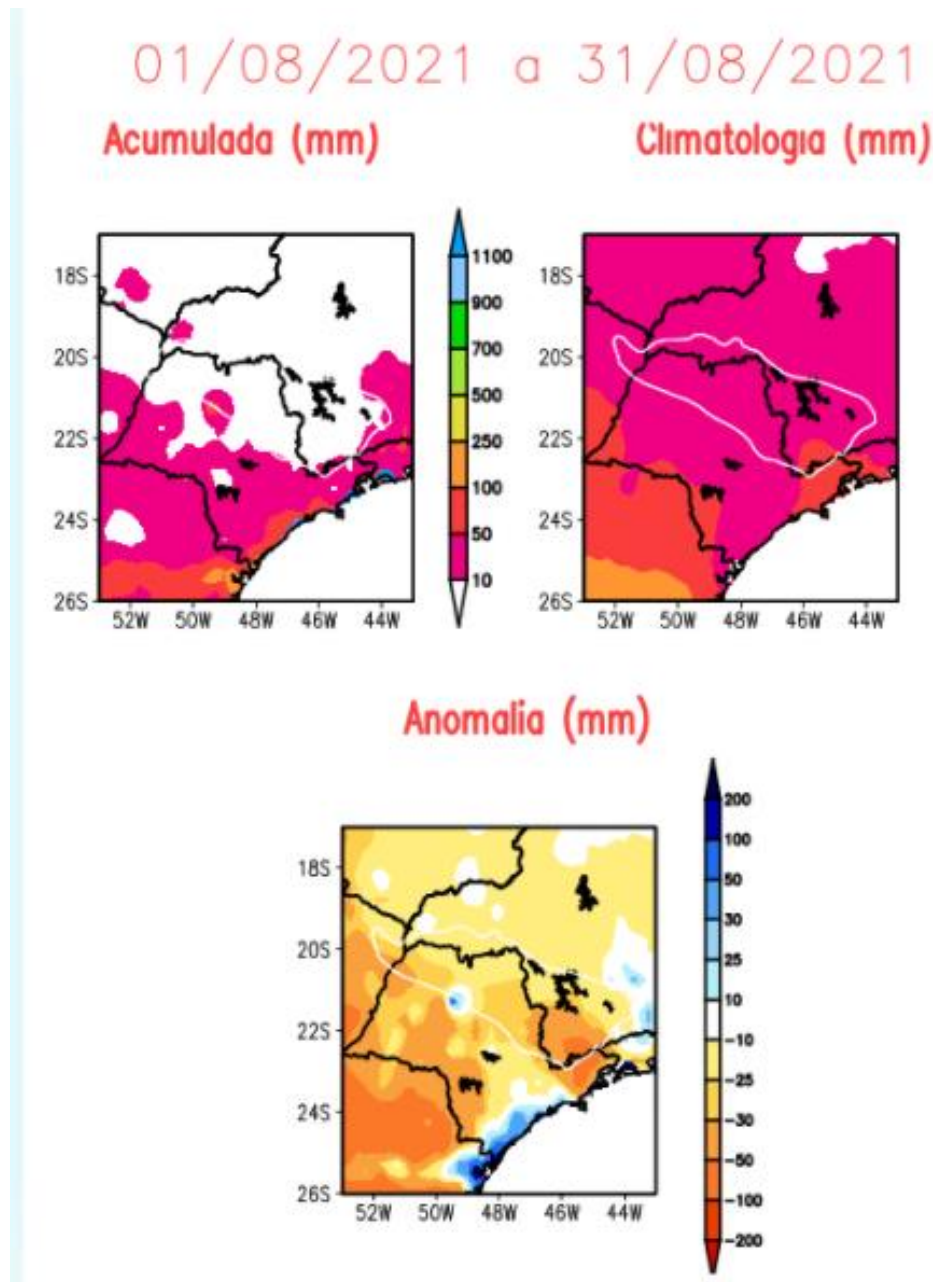 01/08/2021 a 31/08/2021
Acumulada (mm)
Climatologia (mm)
18S
20S
22S
24S
26S
52W 50W 48W 46W 44W
1100
900
700
500
250
100
50
10
18S
20S
22S
24S
26S
52W 50W 48W 46W 44W
Anomalia (mm)
18S
20S
22S
24S
26S
52W 50W 48W 46W 44W
200
100
50
30
25
10
-10
-25
-30
-50
-100
-200